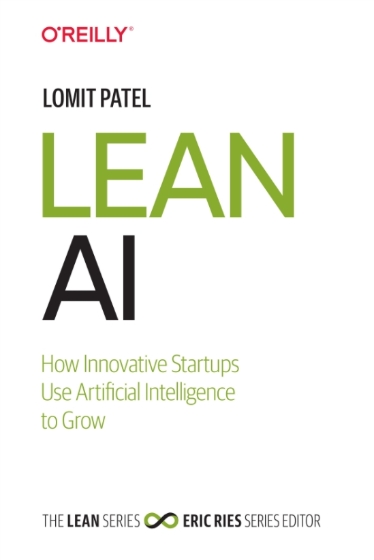 O'REILLY®
LOMIT PATEL
LEAN
AI
How Innovative Startups
Use Artificial Intelligence
to Grow
THE LEAN SERIES ERIC RIES SERIES EDITOR